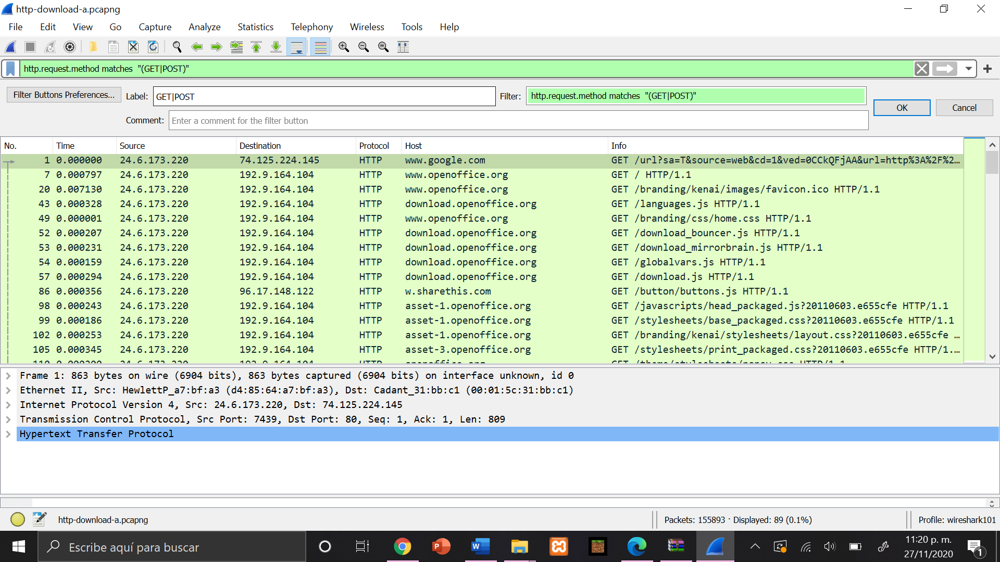 http-download-a.pcapng
File Edit View Go Capture Analyze Statistics Telephony Wireless Tools Help
http.request.method matches "(GET|POST)"
Filter Buttons Preferences... Label: GET|POST Filter: http.request.method matches "(GET|POST)"
OK Cancel
Comment: Enter a comment for the filter button
No. Time Source Destination Protocol Host Info
1 0.000000 24.6.173.220 74.125.224.145 HTTP www.google.com GET /url?sa=T&source=web&cd=1&ved=0CCkQFjAA&url=http%3A%2F%2...
7 0.000797 24.6.173.220 192.9.164.104 HTTP www.openoffice.org GET / HTTP/1.1
20 0.007130 24.6.173.220 192.9.164.104 HTTP www.openoffice.org GET /branding/kenai/images/favicon.ico HTTP/1.1
43 0.000328 24.6.173.220 192.9.164.104 HTTP download.openoffice.org GET /languages.js HTTP/1.1
49 0.000001 24.6.173.220 192.9.164.104 HTTP www.openoffice.org GET /branding/css/home.css HTTP/1.1
52 0.000207 24.6.173.220 192.9.164.104 HTTP download.openoffice.org GET /download_bouncer.js HTTP/1.1
53 0.000231 24.6.173.220 192.9.164.104 HTTP download.openoffice.org GET /download_mirrorbrain.js HTTP/1.1
54 0.000159 24.6.173.220 192.9.164.104 HTTP download.openoffice.org GET /globalvars.js HTTP/1.1
57 0.000294 24.6.173.220 192.9.164.104 HTTP download.openoffice.org GET /download.js HTTP/1.1
86 0.000356 24.6.173.220 96.17.148.122 HTTP w.sharethis.com GET /button/buttons.js HTTP/1.1
98 0.000243 24.6.173.220 192.9.164.104 HTTP asset-1.openoffice.org GET /javascripts/head_packaged.js?20110603.e655cfe HTTP/1.1
99 0.000186 24.6.173.220 192.9.164.104 HTTP asset-1.openoffice.org GET /stylesheets/base_packaged.css?20110603.e655cfe HTTP/1.1
102 0.000253 24.6.173.220 192.9.164.104 HTTP asset-1.openoffice.org GET /branding/kenai/stylesheets/layout.css?20110603.e655cfe ...
105 0.000345 24.6.173.220 192.9.164.104 HTTP asset-3.openoffice.org GET /stylesheets/print_packaged.css?20110603.e655cfe HTTP/1....
Frame 1: 863 bytes on wire (6904 bits), 863 bytes captured (6904 bits) on interface unknown, id 0
Ethernet II, Src: HewlettP_a7:bf:a3 (d4:85:64:a7:bf:a3), Dst: Cadant_31:bb:c1 (00:01:5c:31:bb:c1)
Internet Protocol Version 4, Src: 24.6.173.220, Dst: 74.125.224.145
Transmission Control Protocol, Src Port: 7439, Dst Port: 80, Seq: 1, Ack: 1, Len: 809
Hypertext Transfer Protocol
http-download-a.pcapng Packets: 155893 · Displayed: 89 (0.1%) Profile: wireshark101
Escribe aquí para buscar
11:20 p. m.
27/11/2020
1